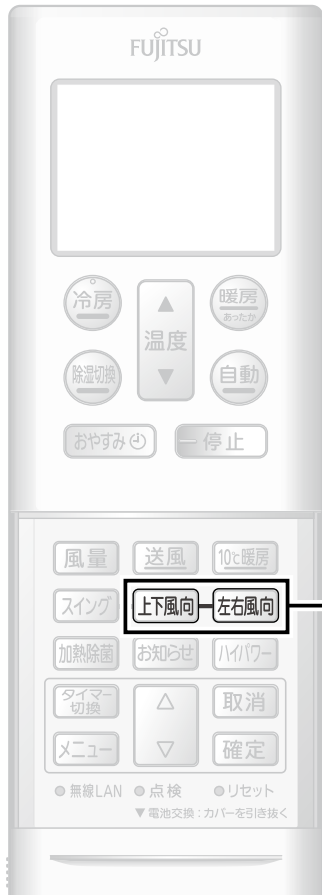 FUJITSU
冷房
暖房
あったか
▲
温度
▼
除湿切換
自動
おやすみ
停止
風量 送風 10℃暖房
スイング 上下風向 左右風向
加熱除菌 お知らせ ハイパワー
タイマー
切換
△
取消
メニュー
▽
確定
無線LAN 点検 リセット
▼電池交換:カバーを引き抜く